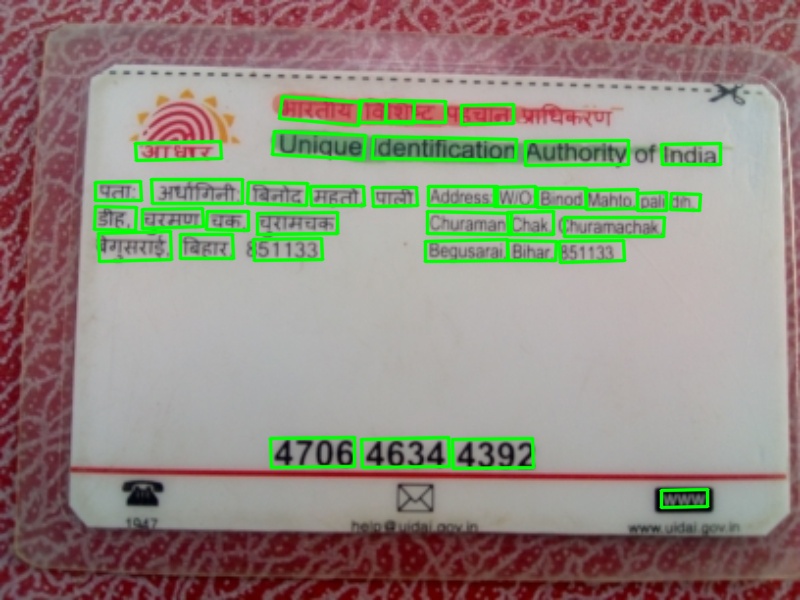 भारतीय विशिष्ट पहचान प्राधिकरण
आधार
Unique Identification Authority of India
पता: अर्धांगिनी: बिनोद महतो, पाली
डीह, चुरामण चक, चुरामचक
बेगुसराई, बिहार, 851133
Address: W/O: Binod Mahto, pali dih,
Churaman Chak, Churamachak,
Begusarai, Bihar, 851133
4706 4634 4392
www
1947
help@uidai.gov.in
www.uidai.gov.in